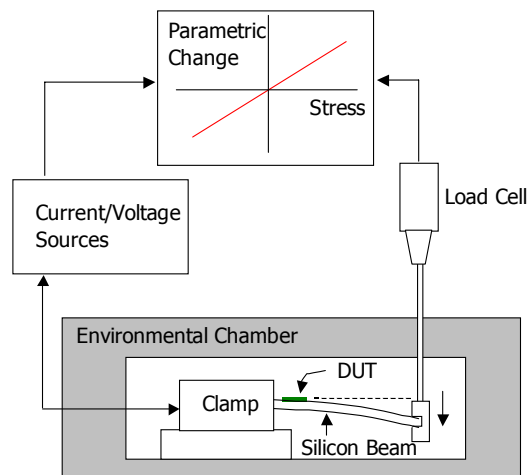 Parametric
Change
Stress
Current/Voltage
Sources
Load Cell
Environmental Chamber
DUT
Clamp
Silicon Beam